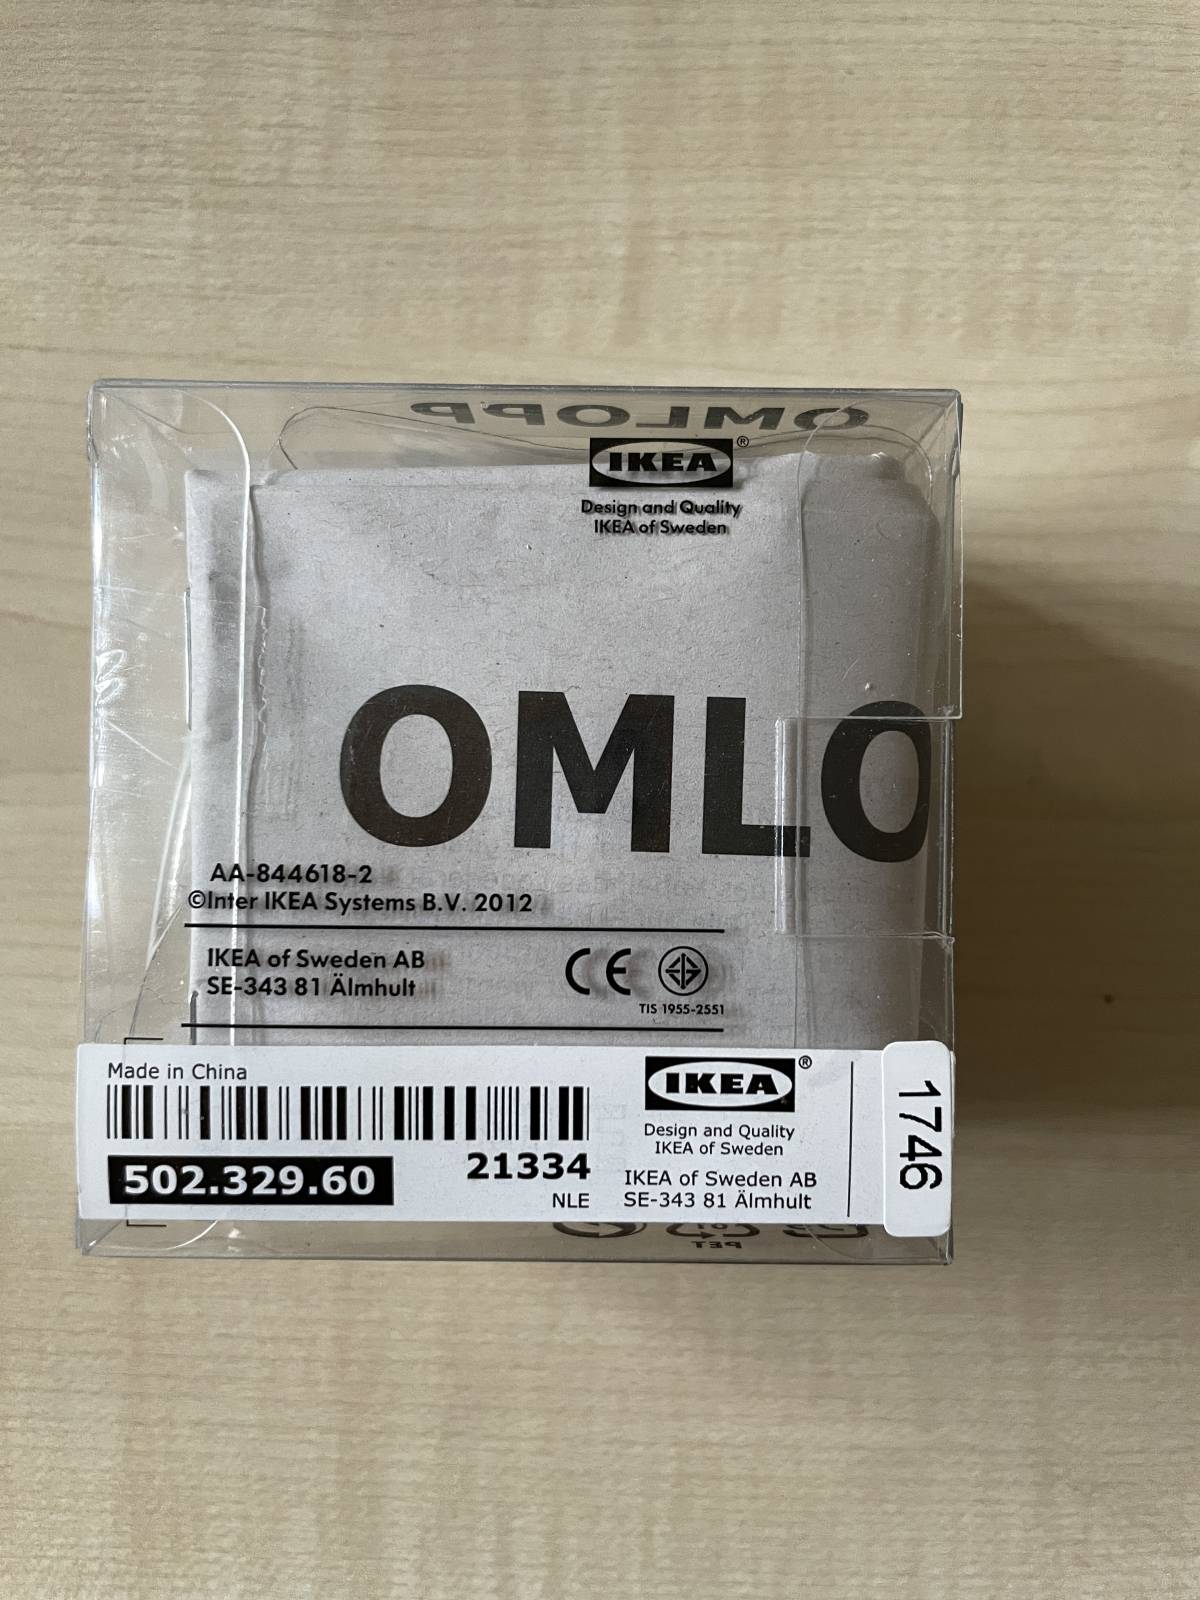 OMLOPP
IKEA®
Design and Quality
IKEA of Sweden
OMLO
AA-844618-2
©Inter IKEA Systems B.V. 2012
IKEA of Sweden AB
SE-343 81 Älmhult
CE
TIS 1955-2551
Made in China
502.329.60
21334
NLE
IKEA®
Design and Quality
IKEA of Sweden
IKEA of Sweden AB
SE-343 81 Älmhult
1746
01
PET